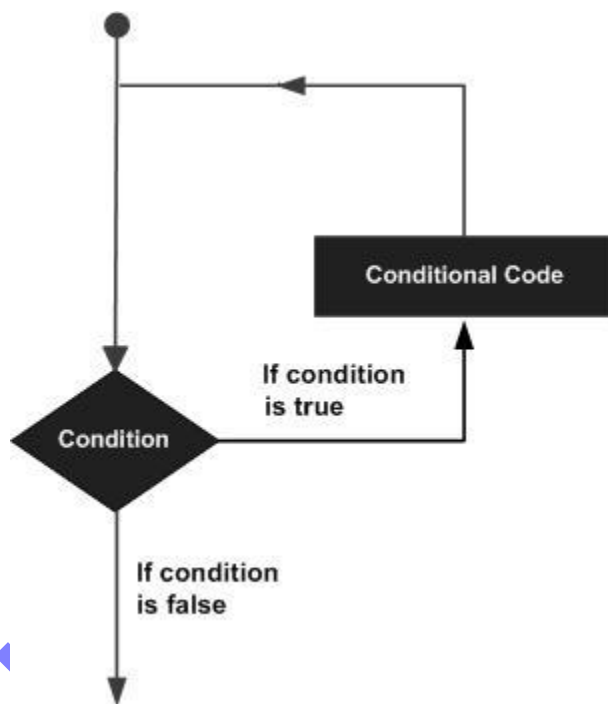 Conditional Code
If condition
is true
Condition
If condition
is false